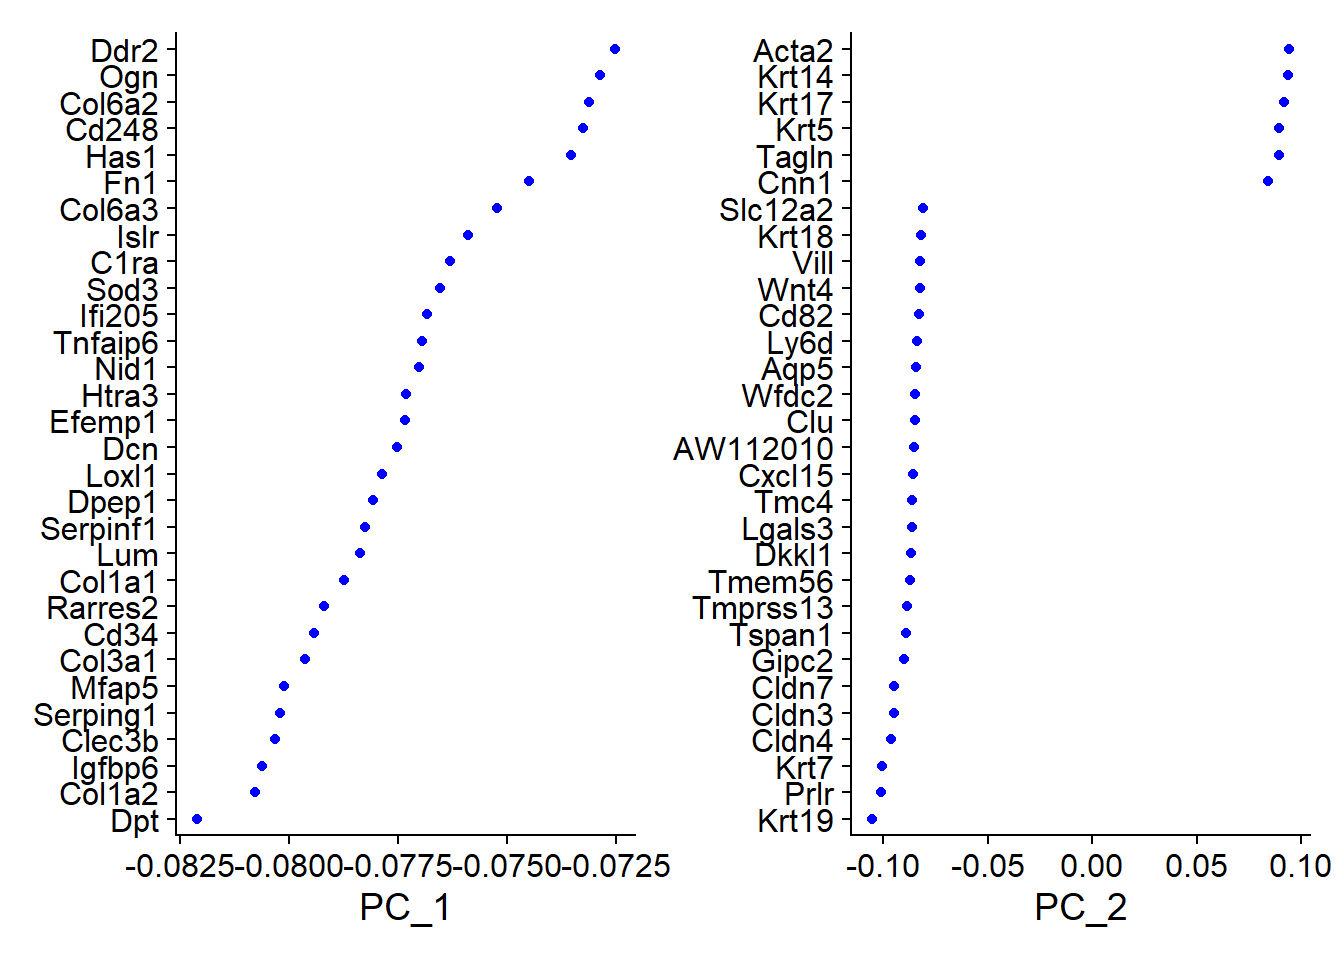 Ddr2
Ogn
Col6a2
Cd248
Has1
Fn1
Col6a3
Islr
C1ra
Sod3
Ifi205
Tnfaip6
Nid1
Htra3
Efemp1
Dcn
Loxl1
Dpep1
Serpinf1
Lum
Col1a1
Rarres2
Cd34
Col3a1
Mfap5
Serping1
Clec3b
Igfbp6
Col1a2
Dpt
-0.0825 -0.0800 -0.0775 -0.0750 -0.0725
PC_1
Acta2
Krt14
Krt17
Krt5
Tagln
Cnn1
Slc12a2
Krt18
Vill
Wnt4
Cd82
Ly6d
Aqp5
Wfdc2
Clu
AW112010
Cxcl15
Tmc4
Lgals3
Dkkl1
Tmem56
Tmprss13
Tspan1
Gipc2
Cldn7
Cldn3
Cldn4
Krt7
Prlr
Krt19
-0.10 -0.05 0.00 0.05 0.10
PC_2